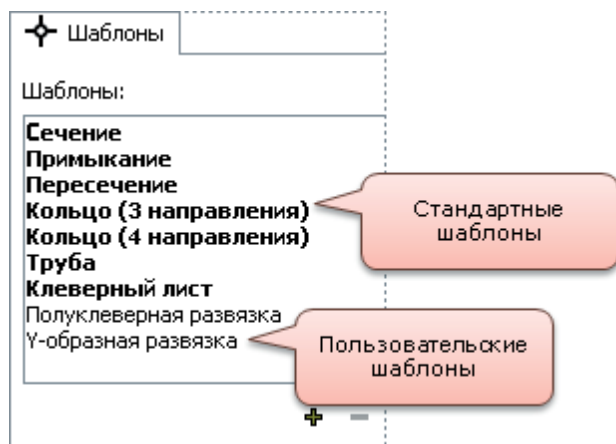 Шаблоны
Шаблоны:
Сечение
Примыкание
Пересечение
Кольцо (3 направления)
Кольцо (4 направления)
Труба
Клеверный лист
Полуклеверная развязка
Y-образная развязка
Стандартные
шаблоны
Пользовательские
шаблоны